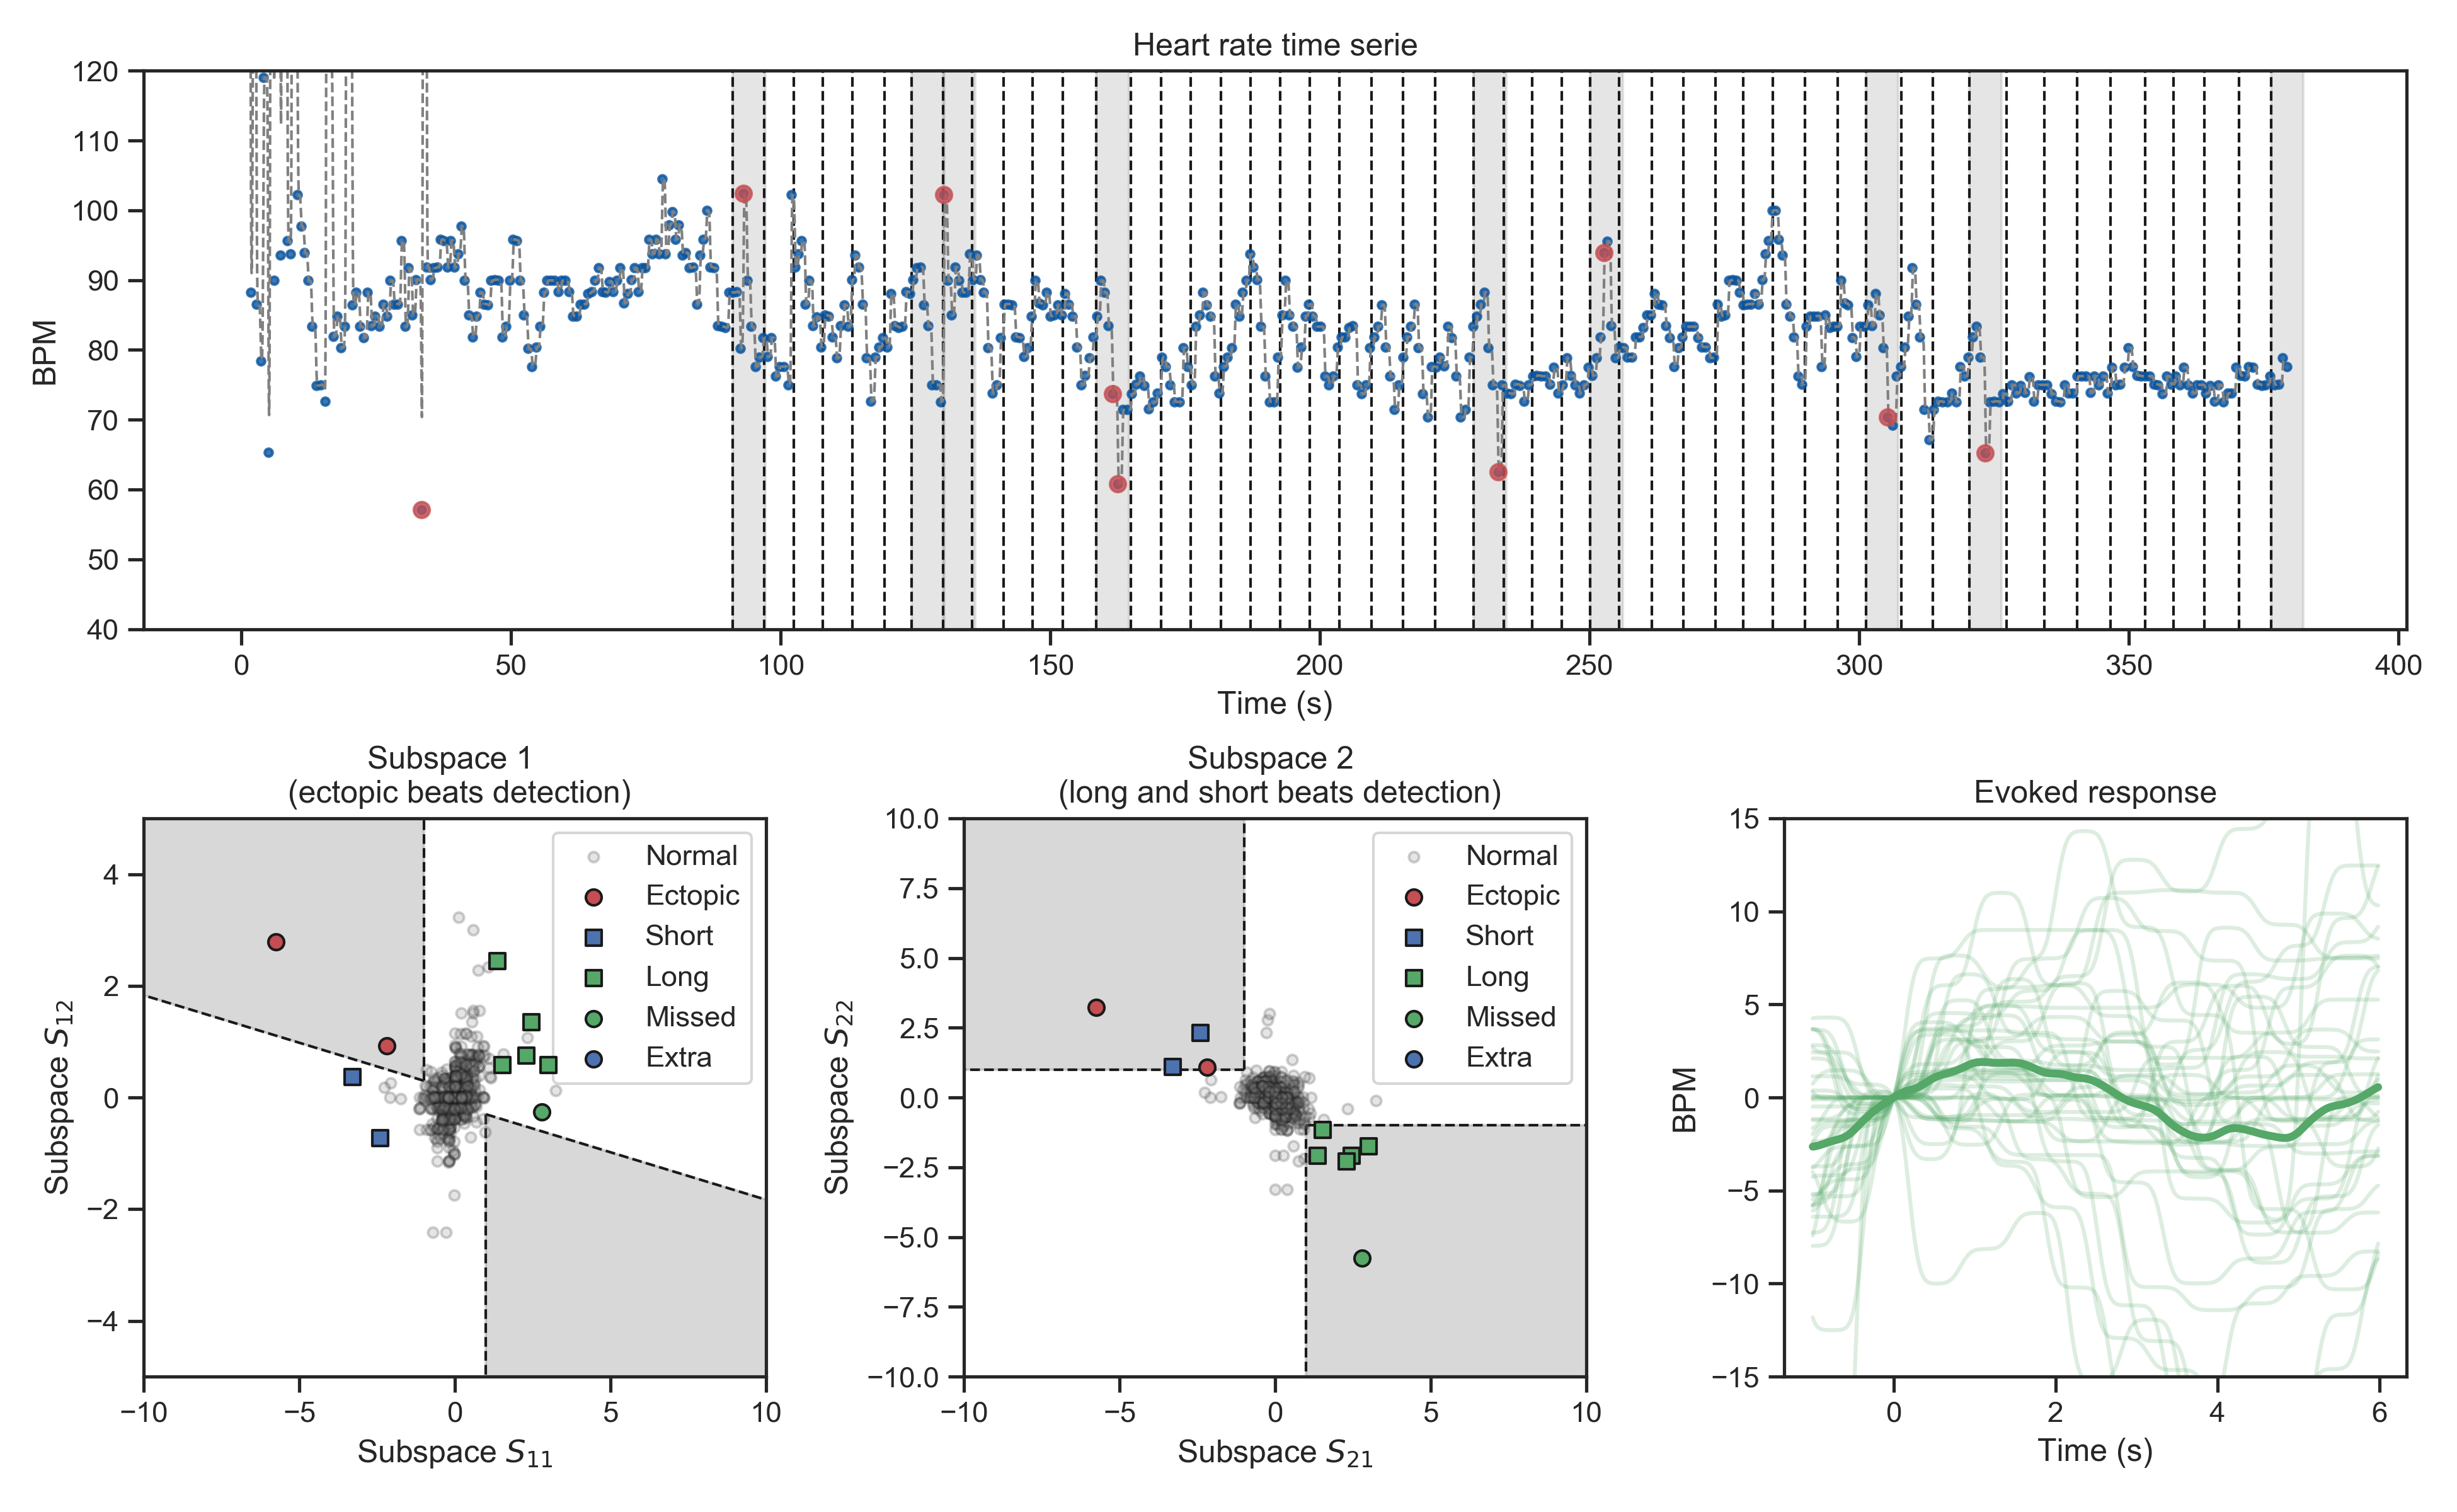 Heart rate time serie
120
110
100
90
80
70
60
50
40
BPM
0 50 100 150 200 250 300 350 400
Time (s)
Subspace 1
(ectopic beats detection)
4
2
0
−2
−4
Subspace S12
Normal
Ectopic
Short
Long
Missed
Extra
−10 −5 0 5 10
Subspace S11
Subspace 2
(long and short beats detection)
10.0
7.5
5.0
2.5
0.0
−2.5
−5.0
−7.5
−10.0
Subspace S22
Normal
Ectopic
Short
Long
Missed
Extra
−10 −5 0 5 10
Subspace S21
Evoked response
15
10
5
0
−5
−10
−15
BPM
0 2 4 6
Time (s)